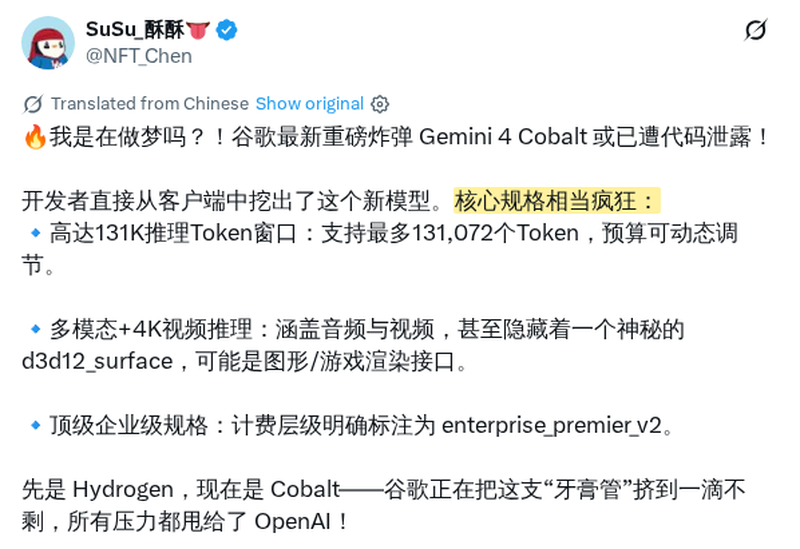 SuSu_酥酥👅
@NFT_Chen
Translated from Chinese Show original
🔥我是在做梦吗？！谷歌最新重磅炸弹 Gemini 4 Cobalt 或已遭代码泄露！
开发者直接从客户端中挖出了这个新模型。核心规格相当疯狂：
🔹高达131K推理Token窗口：支持最多131,072个Token，预算可动态调
节。
🔹多模态+4K视频推理：涵盖音频与视频，甚至隐藏着一个神秘的
d3d12_surface，可能是图形/游戏渲染接口。
🔹顶级企业级规格：计费层级明确标注为 enterprise_premier_v2。
先是 Hydrogen，现在是 Cobalt——谷歌正在把这支“牙膏管”挤到一滴不
剩，所有压力都甩给了 OpenAI！